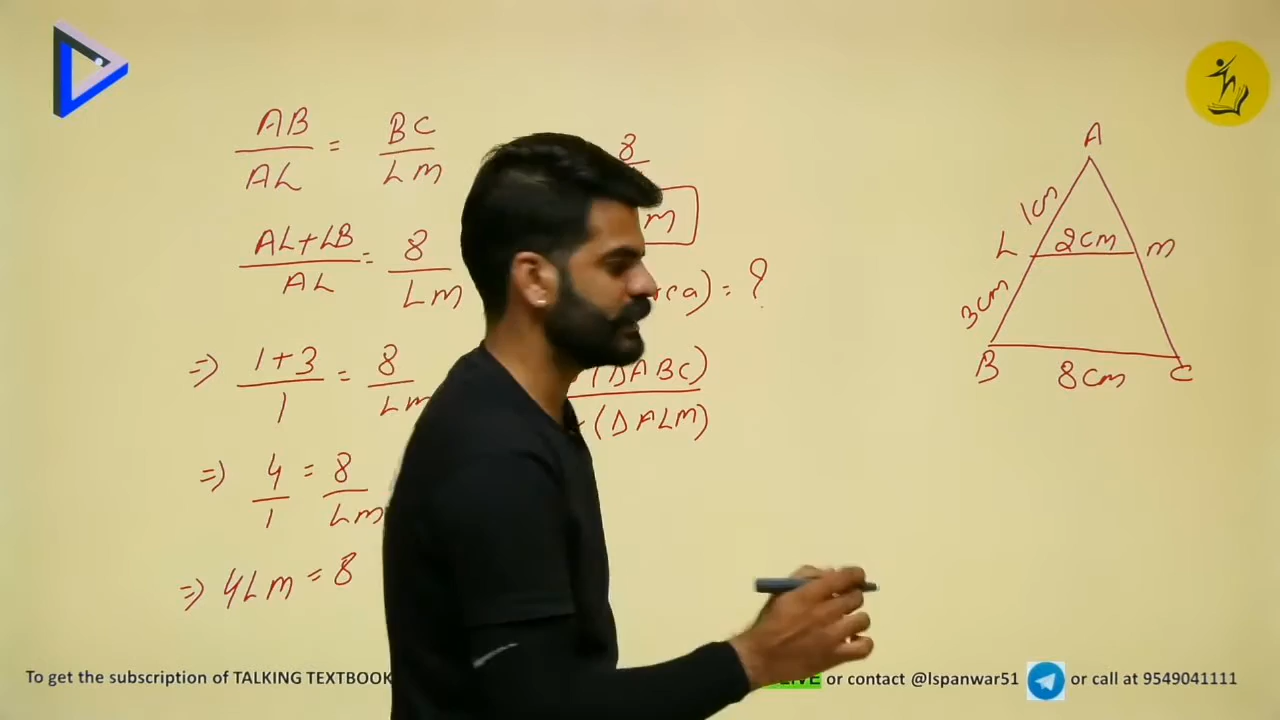 AB = BC
AL LM
AL+LB = 8
AL LM
=> 1+3 = 8
1 LM
=> 4 = 8
1 LM
=> 4LM = 8
8
m
) = ?
(ΔABC)
(ΔALM)
A
1cm
L 2cm M
3cm
B 8cm C
To get the subscription of TALKING TEXTBOOK
or contact @lspanwar51 or call at 9549041111